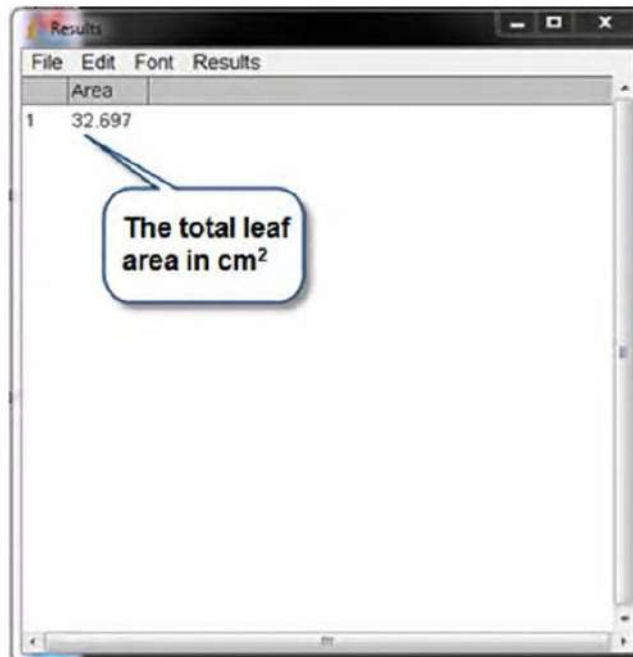 Results
File Edit Font Results
Area
1 32.697
The total leaf
area in cm²